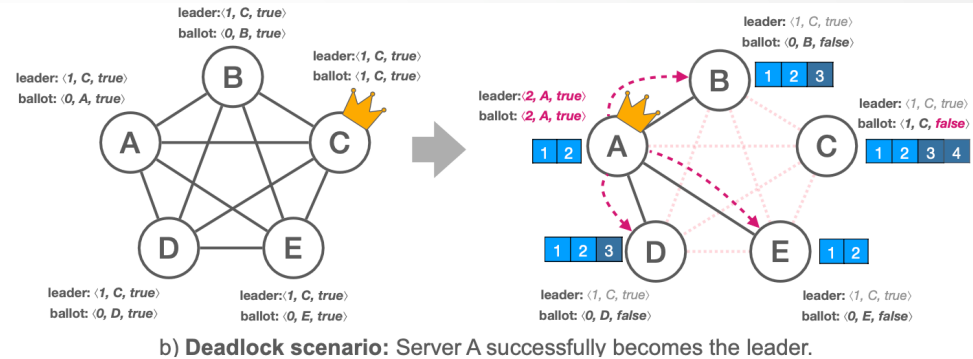 leader:⟨1, C, true⟩
ballot: ⟨0, B, true⟩
B
leader:⟨1, C, true⟩
ballot: ⟨1, C, true⟩
C
leader: ⟨1, C, true⟩
ballot: ⟨0, A, true⟩
A
D
E
leader: ⟨1, C, true⟩
ballot: ⟨0, D, true⟩
leader:⟨1, C, true⟩
ballot: ⟨0, E, true⟩
leader: ⟨1, C, true⟩
ballot: ⟨0, B, false⟩
B
1 2 3
leader:⟨2, A, true⟩
ballot: ⟨2, A, true⟩
1 2
A
leader: ⟨1, C, true⟩
ballot: ⟨1, C, false⟩
C
1 2 3 4
1 2 3
D
E
1 2
leader: ⟨1, C, true⟩
ballot: ⟨0, D, false⟩
leader: ⟨1, C, true⟩
ballot: ⟨0, E, false⟩
b) Deadlock scenario: Server A successfully becomes the leader.